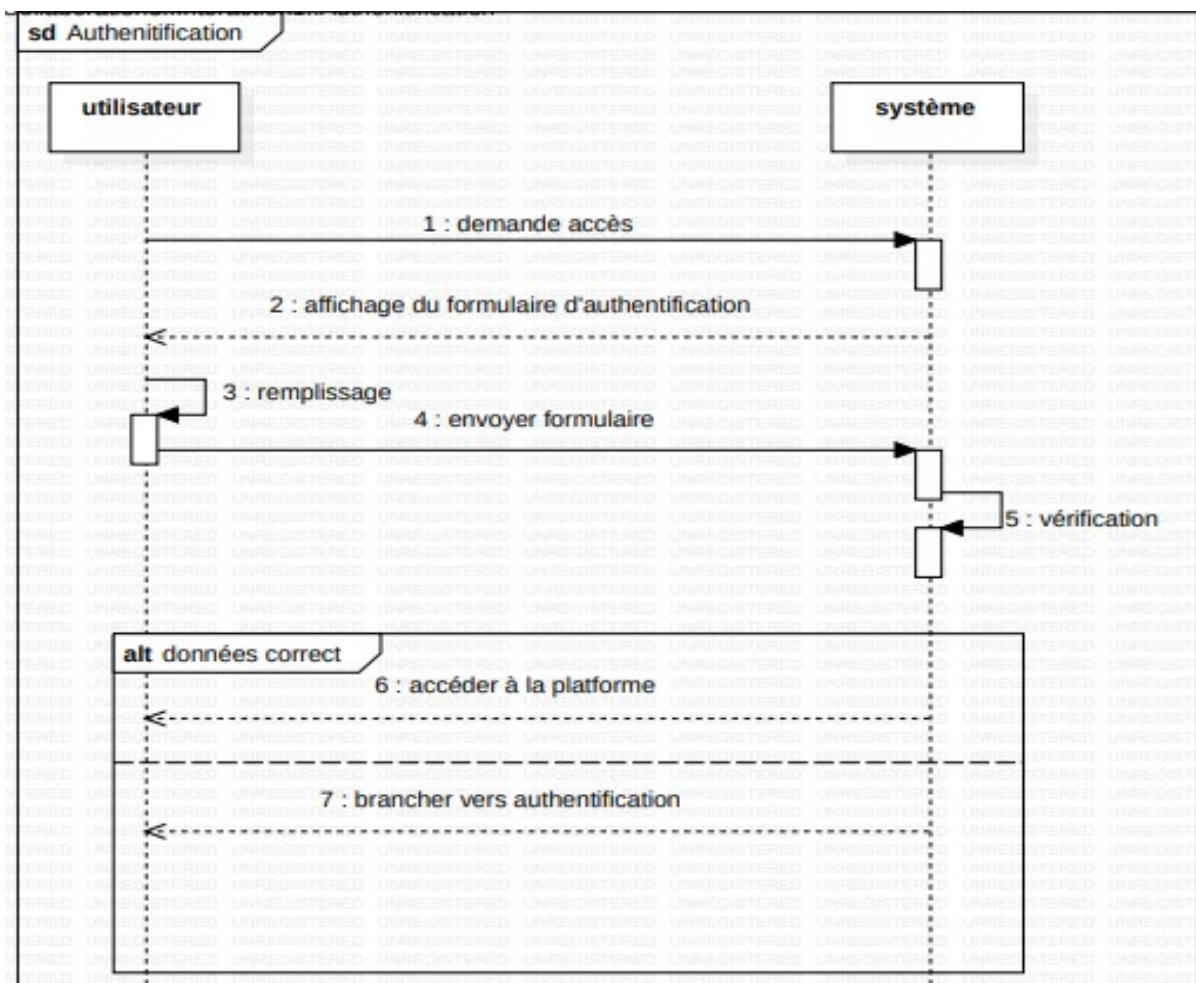 sd Authenitification
utilisateur
système
1 : demande accès
2 : affichage du formulaire d'authentification
3 : remplissage
4 : envoyer formulaire
5 : vérification
alt données correct
6 : accéder à la platforme
7 : brancher vers authentification
UNREGISTERED